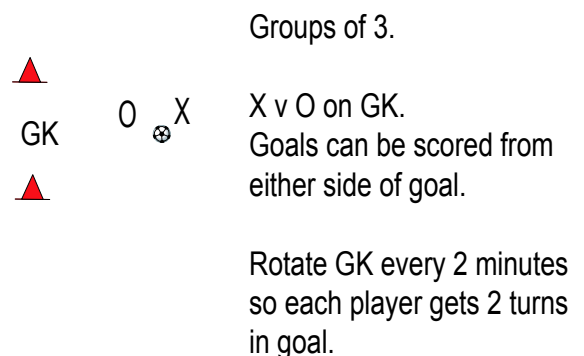 Groups of 3.
O X
GK
X v O on GK.
Goals can be scored from
either side of goal.
Rotate GK every 2 minutes
so each player gets 2 turns
in goal.